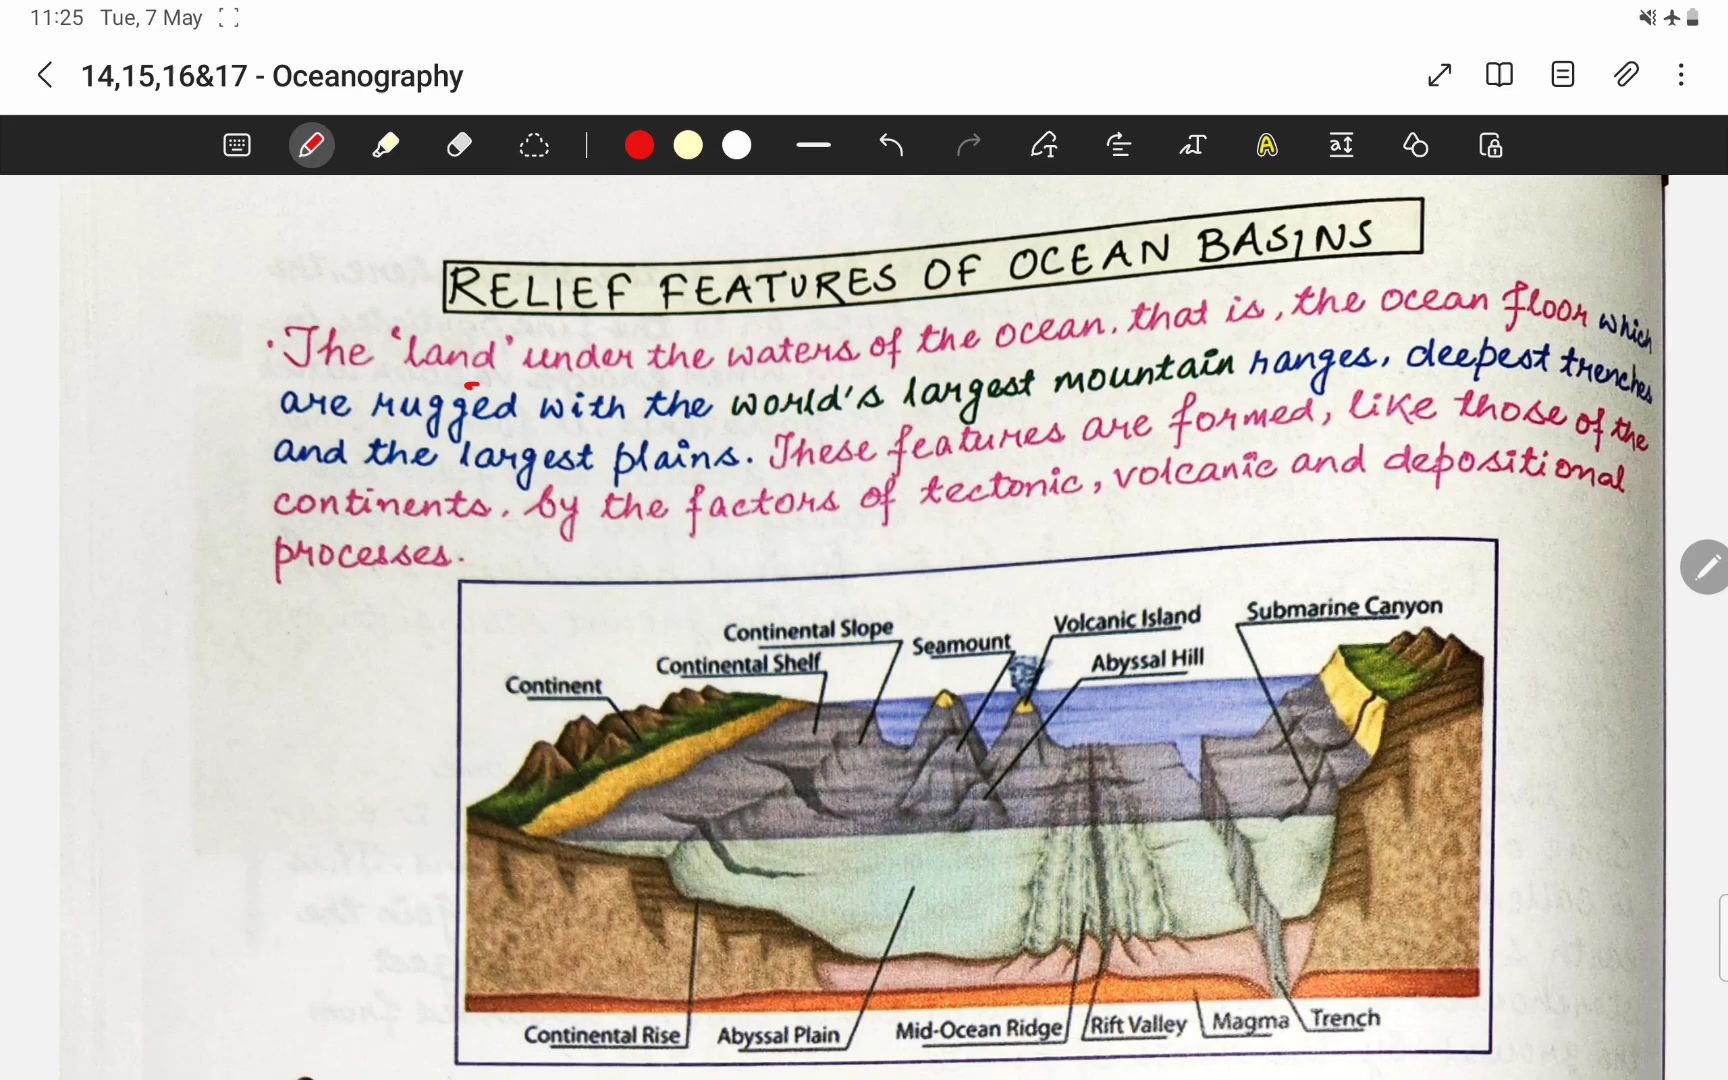 11:25 Tue, 7 May
14,15,16&17 - Oceanography
RELIEF FEATURES OF OCEAN BASINS
· The 'land' under the waters of the ocean, that is, the ocean floor which
are rugged with the world's largest mountain ranges, deepest trenches
and the largest plains. These features are formed, like those of the
continents, by the factors of tectonic, volcanic and depositional
processes.
Submarine Canyon
Volcanic Island
Continental Slope
Seamount
Continental Shelf
Abyssal Hill
Continent
Continental Rise
Abyssal Plain
Mid-Ocean Ridge
Rift Valley
Magma
Trench